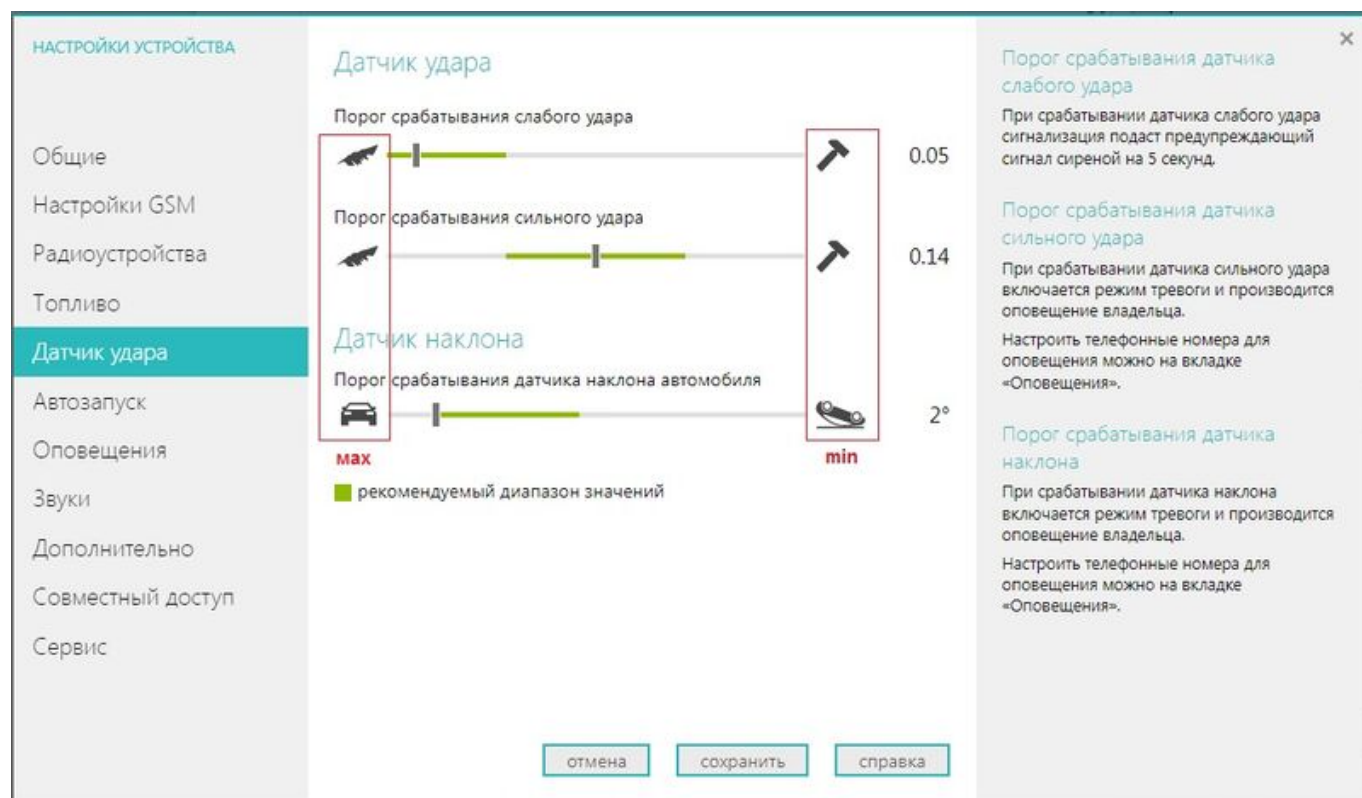 НАСТРОЙКИ УСТРОЙСТВА
Общие
Настройки GSM
Радиоустройства
Топливо
Датчик удара
Автозапуск
Оповещения
Звуки
Дополнительно
Совместный доступ
Сервис
Датчик удара
Порог срабатывания слабого удара
0.05
Порог срабатывания сильного удара
0.14
Датчик наклона
Порог срабатывания датчика наклона автомобиля
2°
мах
min
рекомендуемый диапазон значений
отмена
сохранить
справка
Порог срабатывания датчика
слабого удара
При срабатывании датчика слабого удара
сигнализация подаст предупреждающий
сигнал сиреной на 5 секунд.
Порог срабатывания датчика
сильного удара
При срабатывании датчика сильного удара
включается режим тревоги и производится
оповещение владельца.
Настроить телефонные номера для
оповещения можно на вкладке
«Оповещения».
Порог срабатывания датчика
наклона
При срабатывании датчика наклона
включается режим тревоги и производится
оповещение владельца.
Настроить телефонные номера для
оповещения можно на вкладке
«Оповещения».